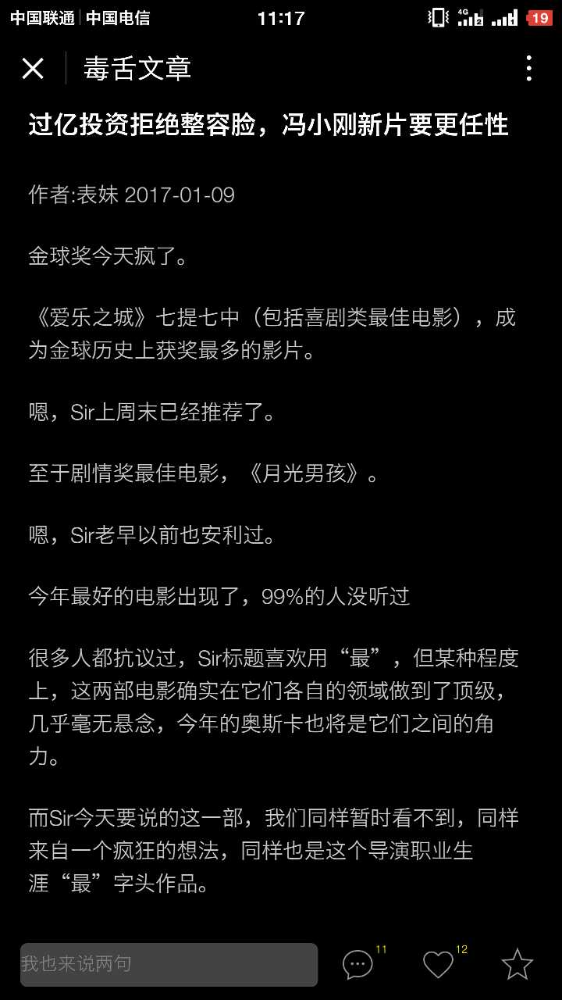 中国联通 中国电信 11:17 4G 2 1 19
毒舌文章
过亿投资拒绝整容脸，冯小刚新片要更任性
作者:表妹 2017-01-09
金球奖今天疯了。
《爱乐之城》七提七中（包括喜剧类最佳电影），成
为金球历史上获奖最多的影片。
嗯，Sir上周末已经推荐了。
至于剧情奖最佳电影，《月光男孩》。
嗯，Sir老早以前也安利过。
今年最好的电影出现了，99%的人没听过
很多人都抗议过，Sir标题喜欢用“最”，但某种程度
上，这两部电影确实在它们各自的领域做到了顶级，
几乎毫无悬念，今年的奥斯卡也将是它们之间的角
力。
而Sir今天要说的这一部，我们同样暂时看不到，同样
来自一个疯狂的想法，同样也是这个导演职业生
涯“最”字头作品。
我也来说两句 11 12